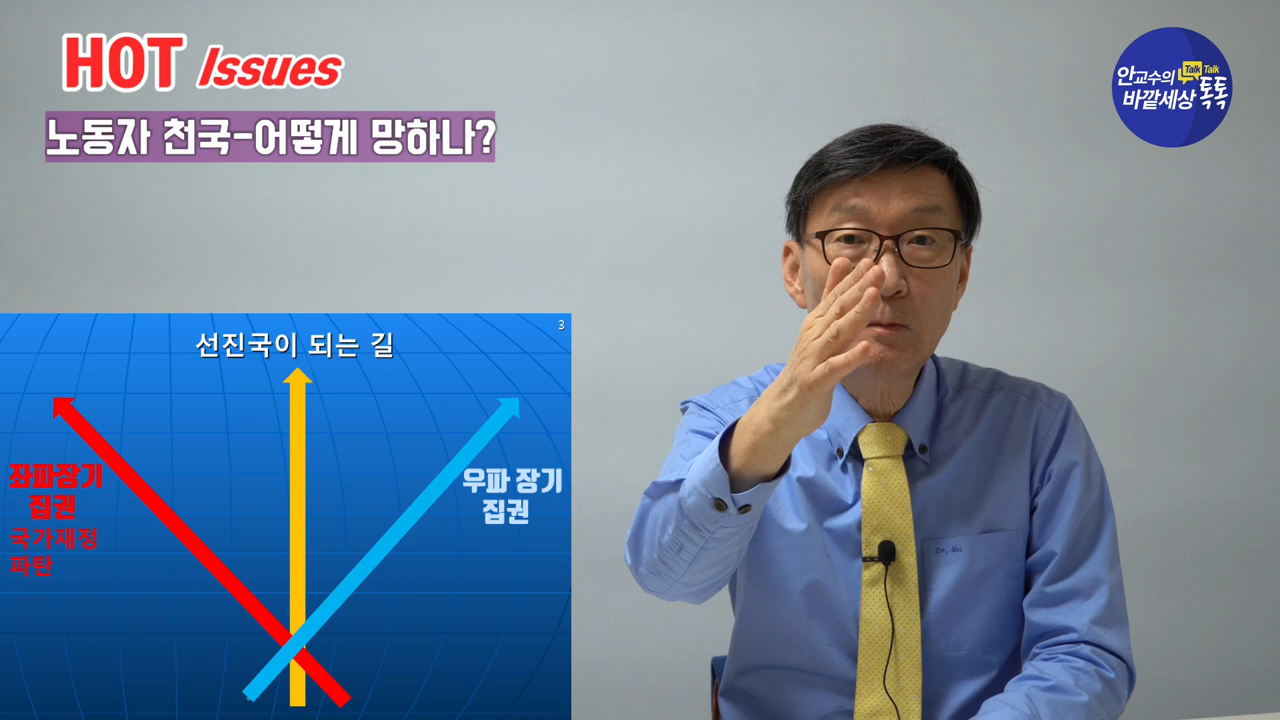 HOT Issues
노동자 천국-어떻게 망하나?
안교수의
Talk Talk
바깥세상 톡톡
3
선진국이 되는 길
좌파장기
집권
국가재정
파탄
우파 장기
집권
Dr, Ahn